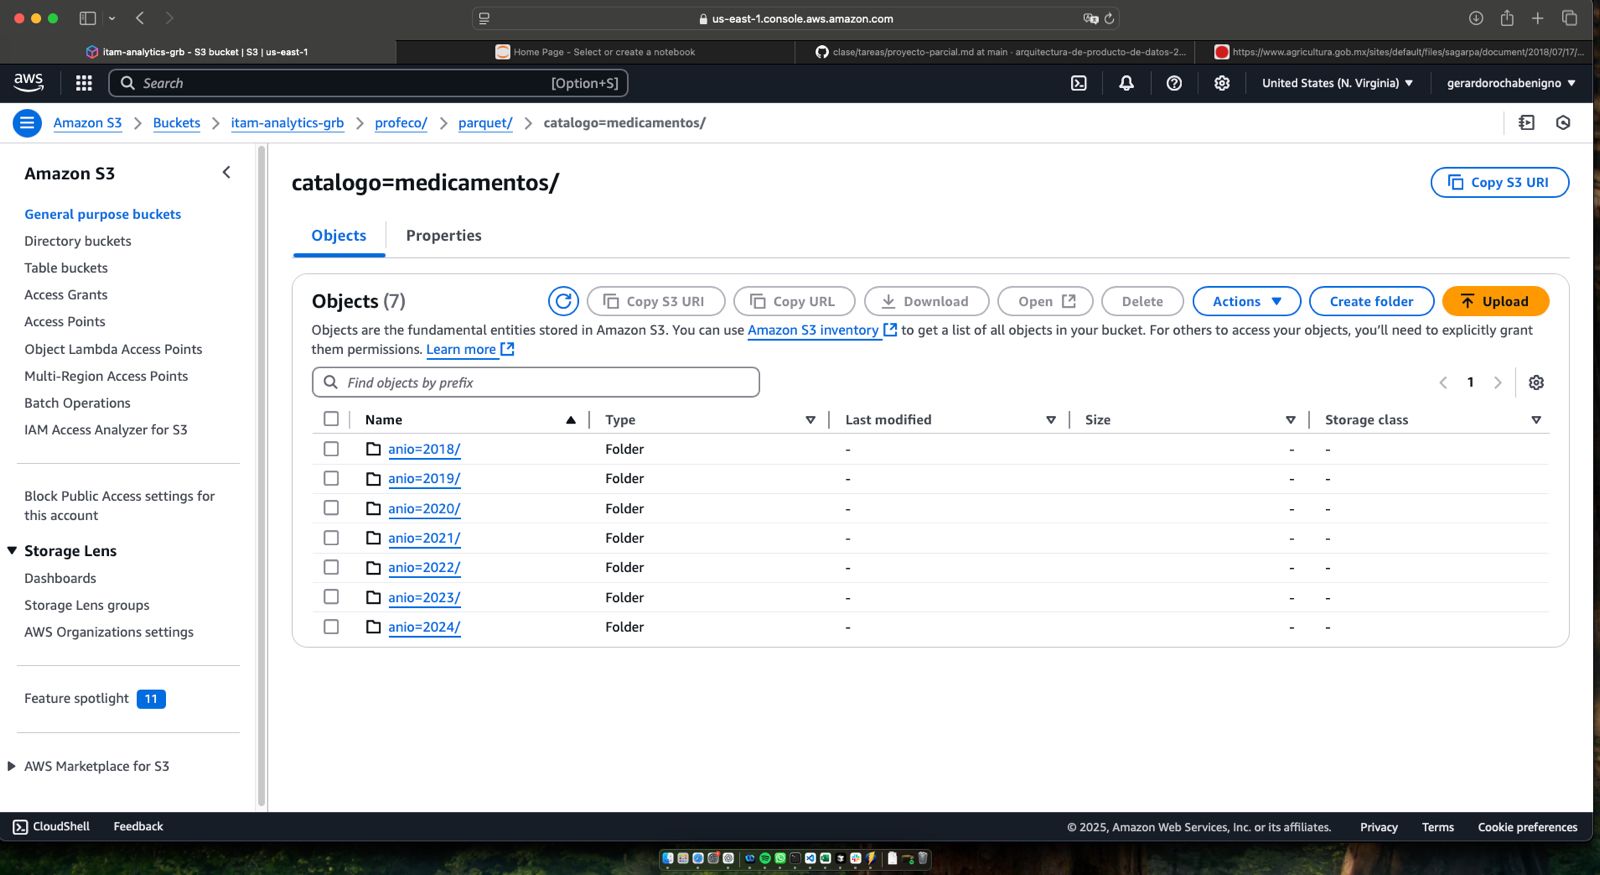 us-east-1.console.aws.amazon.com
itam-analytics-grb - S3 bucket | S3 | us-east-1
Home Page - Select or create a notebook
clase/tareas/proyecto-parcial.md at main · arquitectura-de-producto-de-datos-2...
https://www.agricultura.gob.mx/sites/default/files/sagarpa/document/2018/07/17/...
aws
Search
[Option+S]
United States (N. Virginia)
gerardorochabenigno
Amazon S3
Buckets
itam-analytics-grb
profeco/
parquet/
catalogo=medicamentos/
Amazon S3
General purpose buckets
Directory buckets
Table buckets
Access Grants
Access Points
Object Lambda Access Points
Multi-Region Access Points
Batch Operations
IAM Access Analyzer for S3
Block Public Access settings for
this account
Storage Lens
Dashboards
Storage Lens groups
AWS Organizations settings
Feature spotlight 11
AWS Marketplace for S3
catalogo=medicamentos/
Copy S3 URI
Objects
Properties
Objects (7)
Copy S3 URI
Copy URL
Download
Open
Delete
Actions
Create folder
Upload
Objects are the fundamental entities stored in Amazon S3. You can use Amazon S3 inventory to get a list of all objects in your bucket. For others to access your objects, you'll need to explicitly grant
them permissions. Learn more
Find objects by prefix
1
Name Type Last modified Size Storage class
anio=2018/ Folder - - -
anio=2019/ Folder - - -
anio=2020/ Folder - - -
anio=2021/ Folder - - -
anio=2022/ Folder - - -
anio=2023/ Folder - - -
anio=2024/ Folder - - -
CloudShell
Feedback
© 2025, Amazon Web Services, Inc. or its affiliates.
Privacy
Terms
Cookie preferences